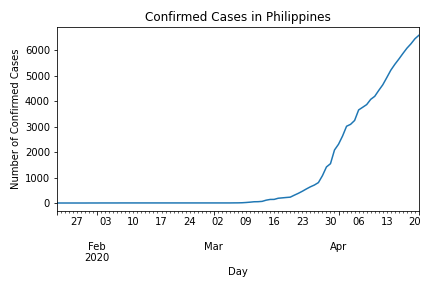 Confirmed Cases in Philippines
Number of Confirmed Cases
6000
5000
4000
3000
2000
1000
0
27 03 10 17 24 02 09 16 23 30 06 13 20
Feb Mar Apr
2020
Day